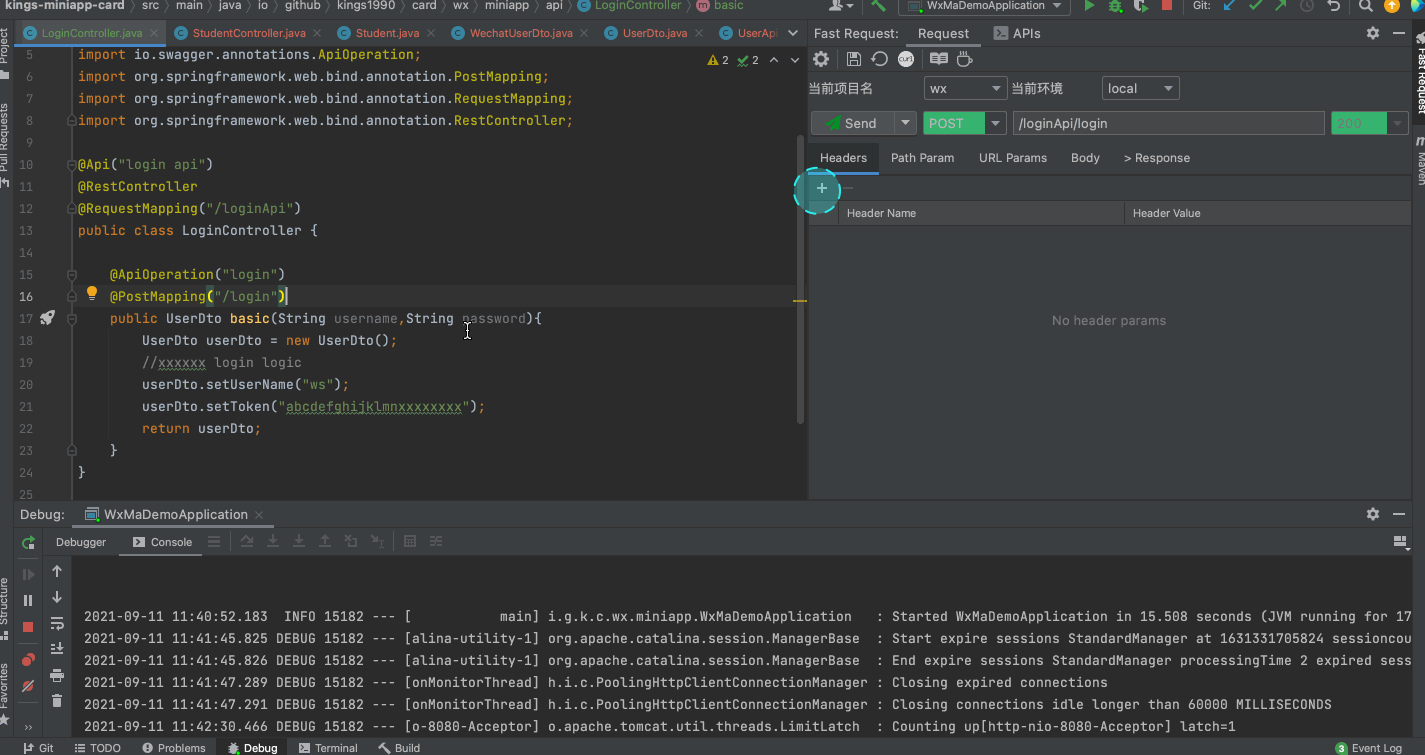 kings-miniapp-card › src › main › java › io › github › kings1990 › card › wx › miniapp › api › LoginController › basic
WxMaDemoApplication
Git:
LoginController.java
StudentController.java
Student.java
WechatUserDto.java
UserDto.java
UserApi
Fast Request:
Request
APIs
5 import io.swagger.annotations.ApiOperation;
2
2
6 import org.springframework.web.bind.annotation.PostMapping;
7 import org.springframework.web.bind.annotation.RequestMapping;
8 import org.springframework.web.bind.annotation.RestController;
9
10 @Api("login api")
11 @RestController
12 @RequestMapping("/loginApi")
13 public class LoginController {
14
15 @ApiOperation("login")
16 @PostMapping("/login")
17 public UserDto basic(String username,String password){
18 UserDto userDto = new UserDto();
19 //xxxxxx login logic
20 userDto.setUserName("ws");
21 userDto.setToken("abcdefghijklmnxxxxxxxx");
22 return userDto;
23 }
24 }
25
curl
当前项目名
wx
当前环境
local
Send
POST
/loginApi/login
200
Headers
Path Param
URL Params
Body
> Response
+
Header Name
Header Value
No header params
Project
Pull Requests
Structure
Favorites
Fast Request
Maven
Debug:
WxMaDemoApplication
Debugger
Console
2021-09-11 11:40:52.183  INFO 15182 --- [           main] i.g.k.c.wx.miniapp.WxMaDemoApplication   : Started WxMaDemoApplication in 15.508 seconds (JVM running for 17
2021-09-11 11:41:45.825 DEBUG 15182 --- [alina-utility-1] org.apache.catalina.session.ManagerBase  : Start expire sessions StandardManager at 1631331705824 sessioncou
2021-09-11 11:41:45.826 DEBUG 15182 --- [alina-utility-1] org.apache.catalina.session.ManagerBase  : End expire sessions StandardManager processingTime 2 expired sess
2021-09-11 11:41:47.289 DEBUG 15182 --- [onMonitorThread] h.i.c.PoolingHttpClientConnectionManager : Closing expired connections
2021-09-11 11:41:47.291 DEBUG 15182 --- [onMonitorThread] h.i.c.PoolingHttpClientConnectionManager : Closing connections idle longer than 60000 MILLISECONDS
2021-09-11 11:42:30.466 DEBUG 15182 --- [o-8080-Acceptor] o.apache.tomcat.util.threads.LimitLatch  : Counting up[http-nio-8080-Acceptor] latch=1
Git
TODO
Problems
Debug
Terminal
Build
3 Event Log